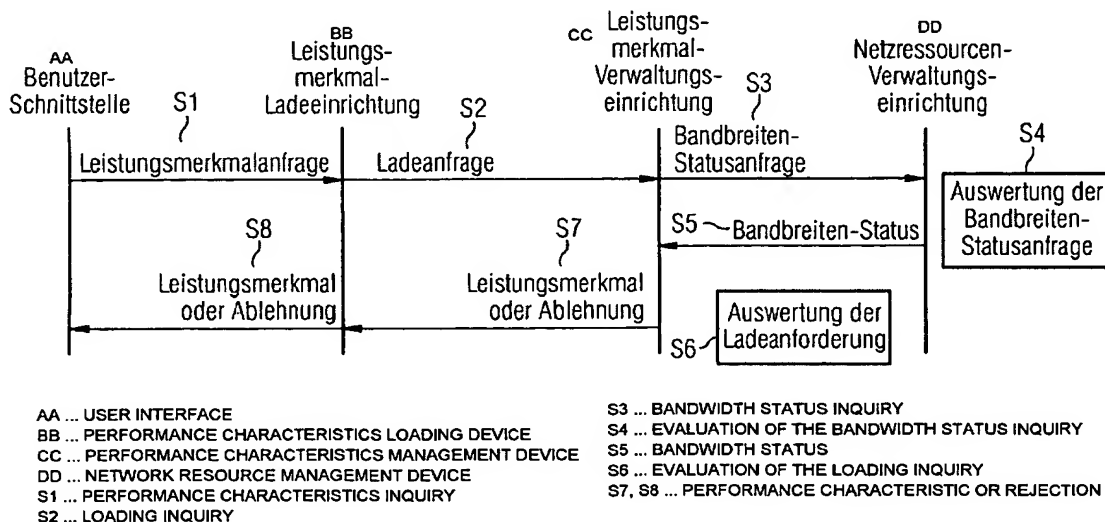 AA
Benutzer-
Schnittstelle
BB
Leistungs-
merkmal-
Ladeeinrichtung
CC
Leistungs-
merkmal-
Verwaltungs-
einrichtung
DD
Netzressourcen-
Verwaltungs-
einrichtung
S1
Leistungsmerkmalanfrage
S2
Ladeanfrage
S3
Bandbreiten-
Statusanfrage
S4
Auswertung der
Bandbreiten-
Statusanfrage
S5
Bandbreiten-Status
S8
Leistungsmerkmal
oder Ablehnung
S7
Leistungsmerkmal
oder Ablehnung
S6
Auswertung der
Ladeanforderung
AA ... USER INTERFACE
BB ... PERFORMANCE CHARACTERISTICS LOADING DEVICE
CC ... PERFORMANCE CHARACTERISTICS MANAGEMENT DEVICE
DD ... NETWORK RESOURCE MANAGEMENT DEVICE
S1 ... PERFORMANCE CHARACTERISTICS INQUIRY
S2 ... LOADING INQUIRY
S3 ... BANDWIDTH STATUS INQUIRY
S4 ... EVALUATION OF THE BANDWIDTH STATUS INQUIRY
S5 ... BANDWIDTH STATUS
S6 ... EVALUATION OF THE LOADING INQUIRY
S7, S8 ... PERFORMANCE CHARACTERISTIC OR REJECTION